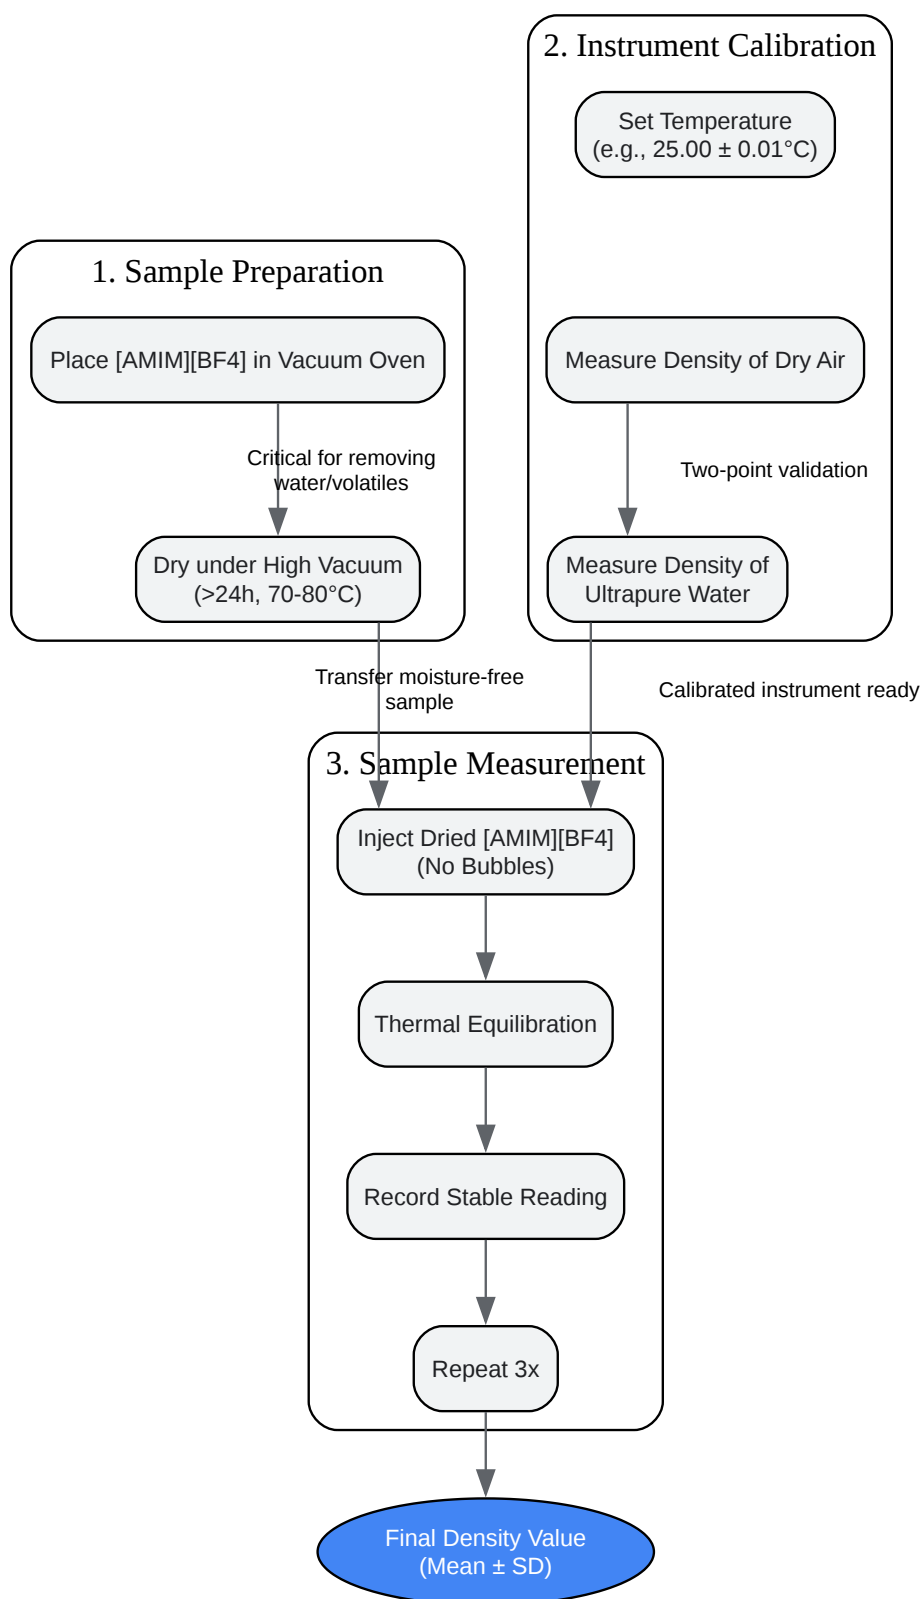 2. Instrument Calibration
Set Temperature
(e.g., 25.00 ± 0.01°C)
1. Sample Preparation
Place [AMIM][BF4] in Vacuum Oven
Measure Density of Dry Air
Critical for removing
water/volatiles
Two-point validation
Dry under High Vacuum
(>24h, 70-80°C)
Measure Density of
Ultrapure Water
Transfer moisture-free
sample
Calibrated instrument ready
3. Sample Measurement
Inject Dried [AMIM][BF4]
(No Bubbles)
Thermal Equilibration
Record Stable Reading
Repeat 3x
Final Density Value
(Mean ± SD)